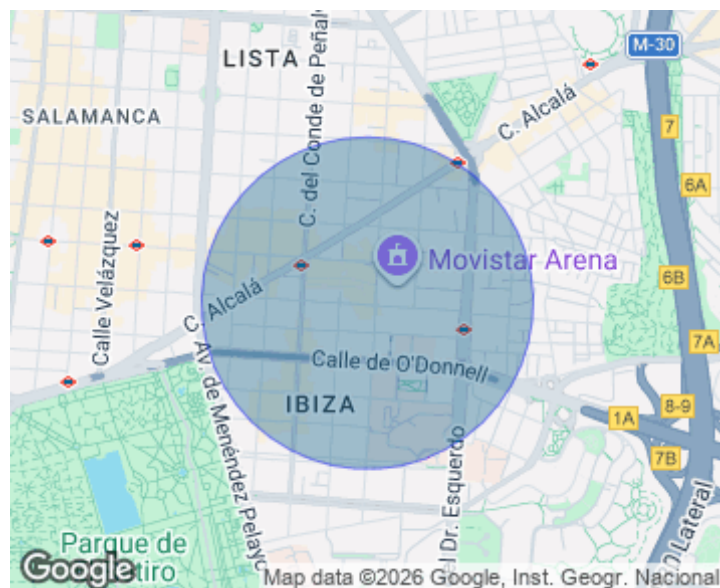 LISTA
M-30
SALAMANCA
C. del Conde de Peñal
C. Alcalá
7
6A
Calle Velázquez
Movistar Arena
6B
C. Alcalá
7A
Calle de O'Donnell
C. Av. de Menéndez Pelayo
IBIZA
8-9
1A
7B
Dr. Esquerdo
Lateral
Parque de
Google
Map data ©2026 Google, Inst. Geogr. Nacional